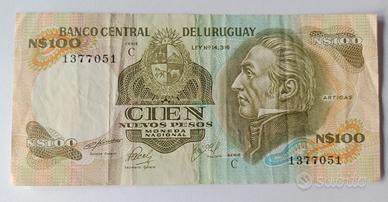 N$100 BANCO CENTRAL DEL URUGUAY
SERIE C LEY Nº 14.316
1377051
CIEN
NUEVOS PESOS
MONEDA
NACIONAL
ARTIGAS
N$100 N$100
SERIE C 1377051
subito